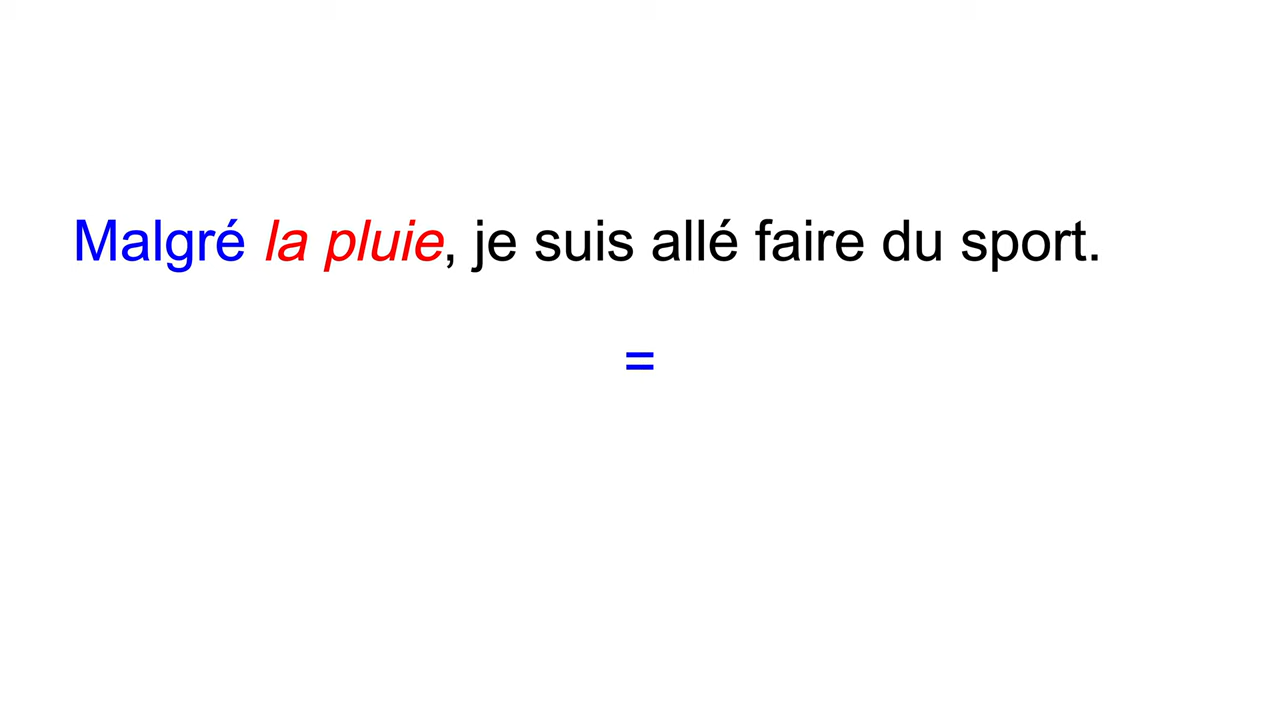 Malgré la pluie, je suis allé faire du sport.
=